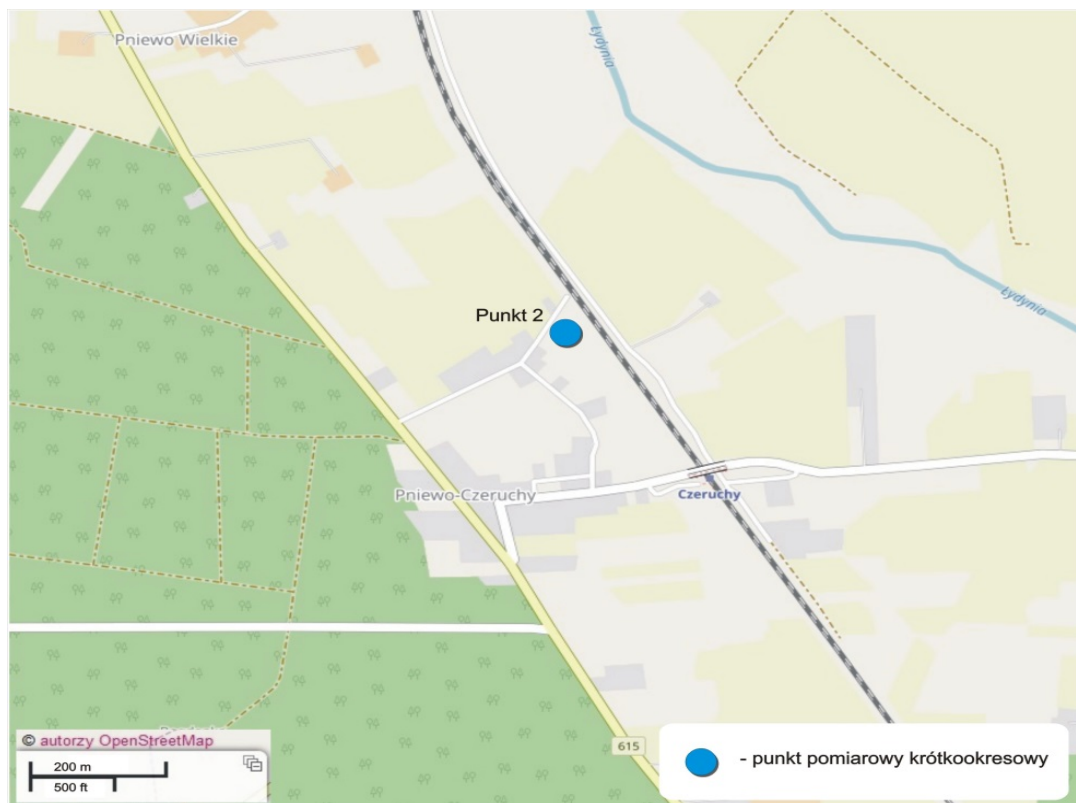 Pniewo Wielkie
Łydynia
Łydynia
Punkt 2
Pniewo-Czeruchy
Czeruchy
615
© autorzy OpenStreetMap
200 m
500 ft
- punkt pomiarowy krótkookresowy